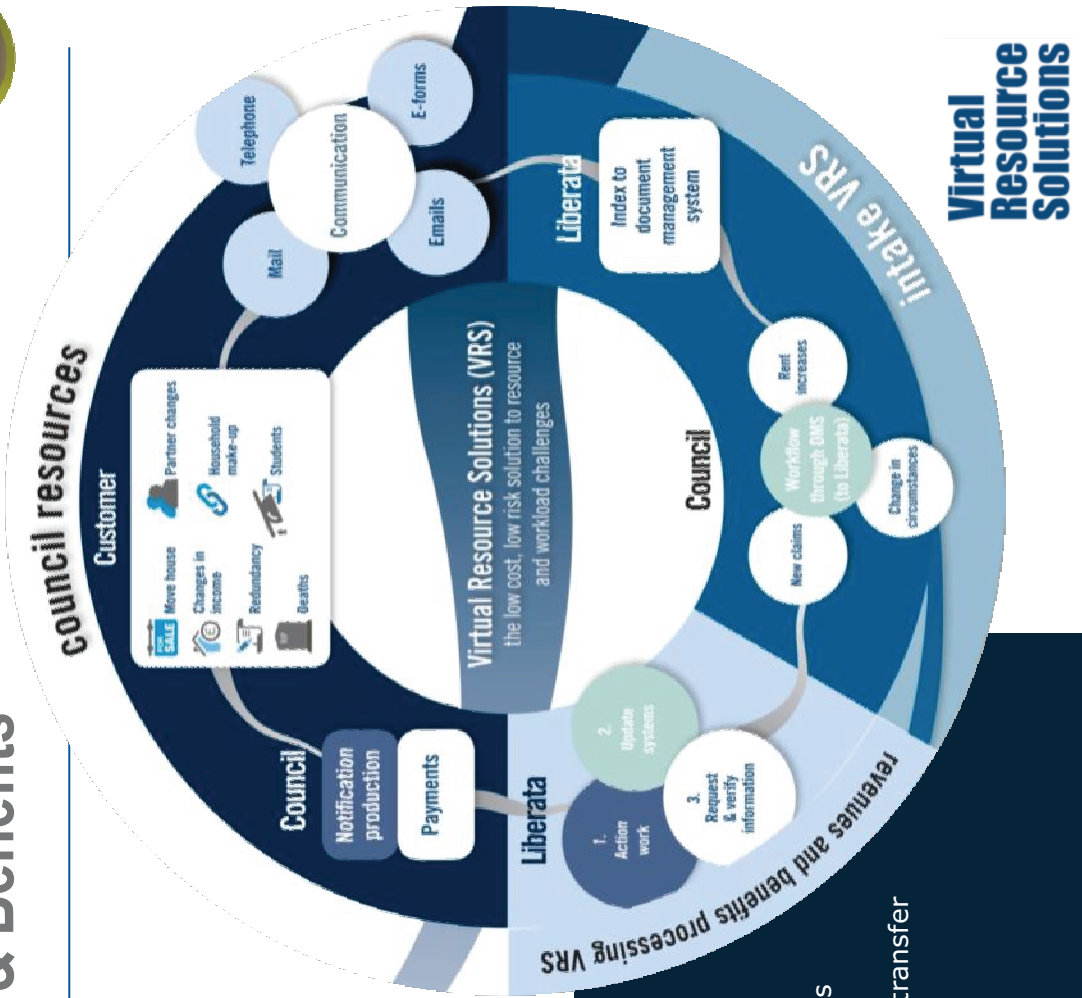 & Benefits
council resources
Customer
Move house
Partner changes
Changes in
income
Household
make-up
Redundancy
Students
Deaths
FOR
SALE
Mail
Telephone
Communication
Emails
E-forms
Council
Notification
production
Payments
Virtual Resource Solutions (VRS)
the low cost, low risk solution to resource
and workload challenges
Liberata
Index to
document
management
system
intake VRS
Council
Rent
increases
Workflow
through DMS
(to Liberata)
Change in
circumstances
New claims
Liberata
1.
Action
work
2.
Update
systems
3.
Request
& verify
information
revenues and benefits processing VRS
Virtual
Resource
Solutions
s
transfer